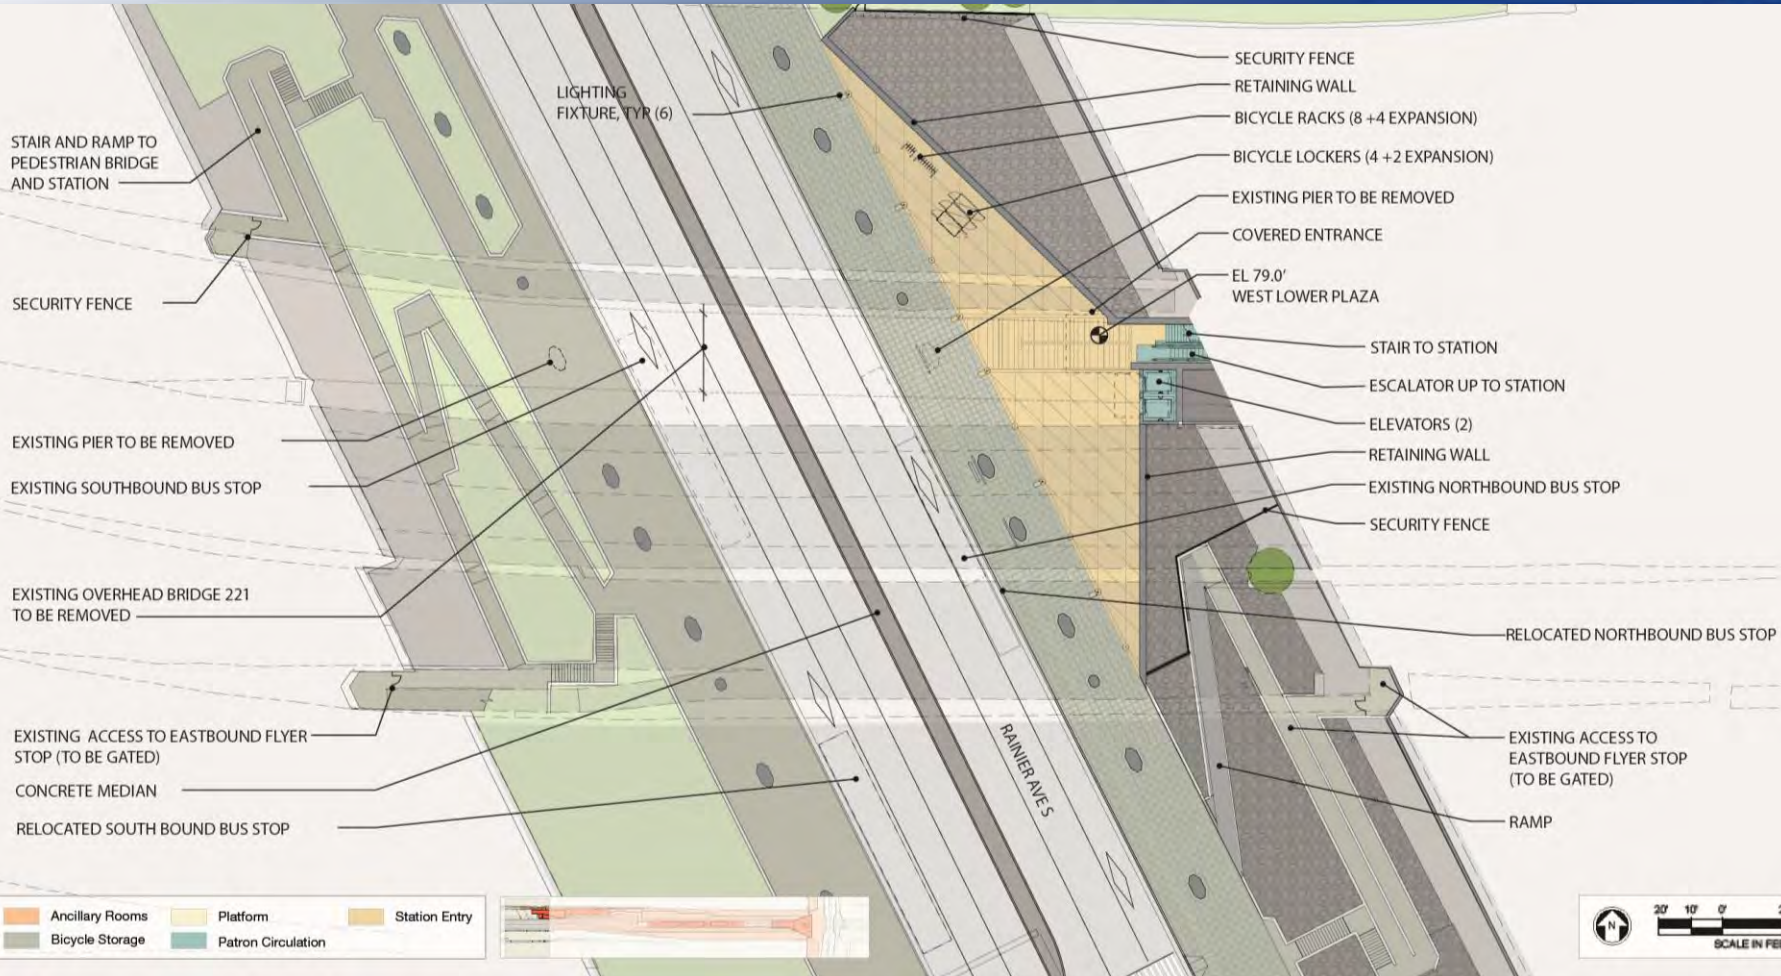 LIGHTING
FIXTURE, TYP (6)
STAIR AND RAMP TO
PEDESTRIAN BRIDGE
AND STATION
SECURITY FENCE
EXISTING PIER TO BE REMOVED
EXISTING SOUTHBOUND BUS STOP
EXISTING OVERHEAD BRIDGE 221
TO BE REMOVED
EXISTING ACCESS TO EASTBOUND FLYER
STOP (TO BE GATED)
CONCRETE MEDIAN
RELOCATED SOUTH BOUND BUS STOP
SECURITY FENCE
RETAINING WALL
BICYCLE RACKS (8 +4 EXPANSION)
BICYCLE LOCKERS (4 +2 EXPANSION)
EXISTING PIER TO BE REMOVED
COVERED ENTRANCE
EL 79.0'
WEST LOWER PLAZA
STAIR TO STATION
ESCALATOR UP TO STATION
ELEVATORS (2)
RETAINING WALL
EXISTING NORTHBOUND BUS STOP
SECURITY FENCE
RELOCATED NORTHBOUND BUS STOP
EXISTING ACCESS TO
EASTBOUND FLYER STOP
(TO BE GATED)
RAMP
RAINIER AVE S
Ancillary Rooms
Platform
Station Entry
Bicycle Storage
Patron Circulation
N
20' 10' 0'
SCALE IN